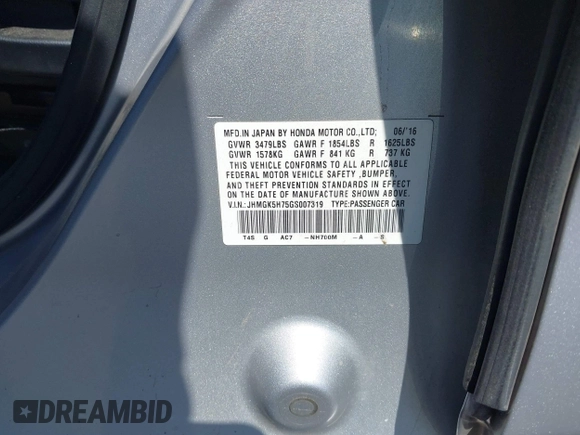 MFD.IN JAPAN BY HONDA MOTOR CO.,LTD; 06/'16
GVWR 3479LBS GAWR F 1854LBS R 1625LBS
GVWR 1578KG GAWR F 841 KG R 737 KG
THIS VEHICLE CONFORMS TO ALL APPLICABLE
FEDERAL MOTOR VEHICLE SAFETY ,BUMPER,
AND THEFT PREVENTION STANDARDS IN EFFECT
ON THE DATE OF MANUFACTURE SHOWN ABOVE.
V.I.N.:JHMGK5H75GS007319 TYPE:PASSENGER CAR
T4S G AC7 -NH700M -A -S
DREAMBID